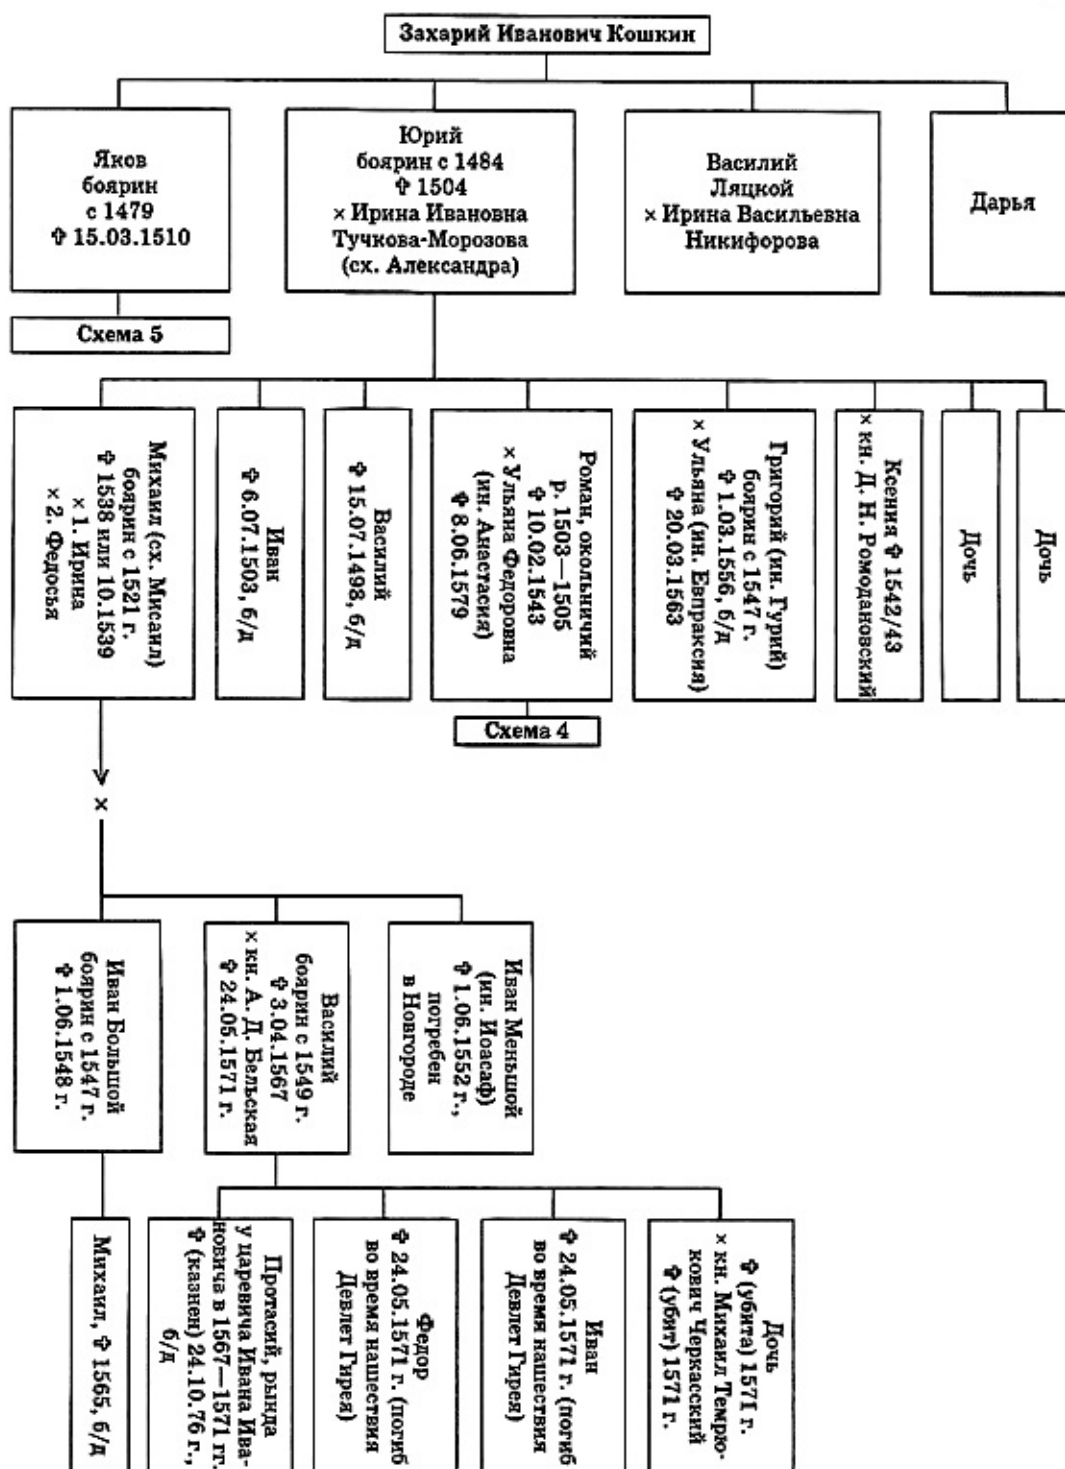 Захарий Иванович Кошкин
Яков
боярин
с 1479
✞ 15.03.1510
Юрий
боярин с 1484
✞ 1504
× Ирина Ивановна
Тучкова-Морозова
(сх. Александра)
Василий
Ляцкой
× Ирина Васильевна
Никифорова
Дарья
Схема 5
Михаил (сх. Мисаил)
боярин с 1521 г.
✞ 1538 или 10.1539
× 1. Ирина
× 2. Федосья
Иван
✞ 6.07.1503, б/д
Василий
✞ 15.07.1498, б/д
Роман, окольничий
р. 1503—1505
✞ 10.02.1543
× Ульяна Федоровна
(ин. Анастасия)
✞ 8.06.1579
Григорий (ин. Гурий)
боярин с 1547 г.
✞ 1.03.1556, б/д
× Ульяна (ин. Евпраксия)
✞ 20.03.1563
Ксения ✞ 1542/43
× кн. Д. Н. Ромодановский
Дочь
Дочь
Схема 4
×
Иван Большой
боярин с 1547 г.
✞ 1.06.1548 г.
Василий
боярин с 1549 г.
✞ 3.04.1567
× кн. А. Д. Бельская
✞ 24.05.1571 г.
Иван Меньшой
(ин. Иоасаф)
✞ 1.06.1552 г.,
погребен
в Новгороде
Михаил, ✞ 1565, б/д
Протасий, рында
у царевича Ивана Ива-
новича в 1567—1571 гг.
✞ (казнен) 24.10.76 г.,
б/д
Федор
✞ 24.05.1571 г. (погиб
во время нашествия
Девлет Гирея)
Иван
✞ 24.05.1571 г. (погиб
во время нашествия
Девлет Гирея)
Дочь
✞ (убита) 1571 г.
× кн. Михаил Темрю-
кович Черкасский
✞ (убит) 1571 г.